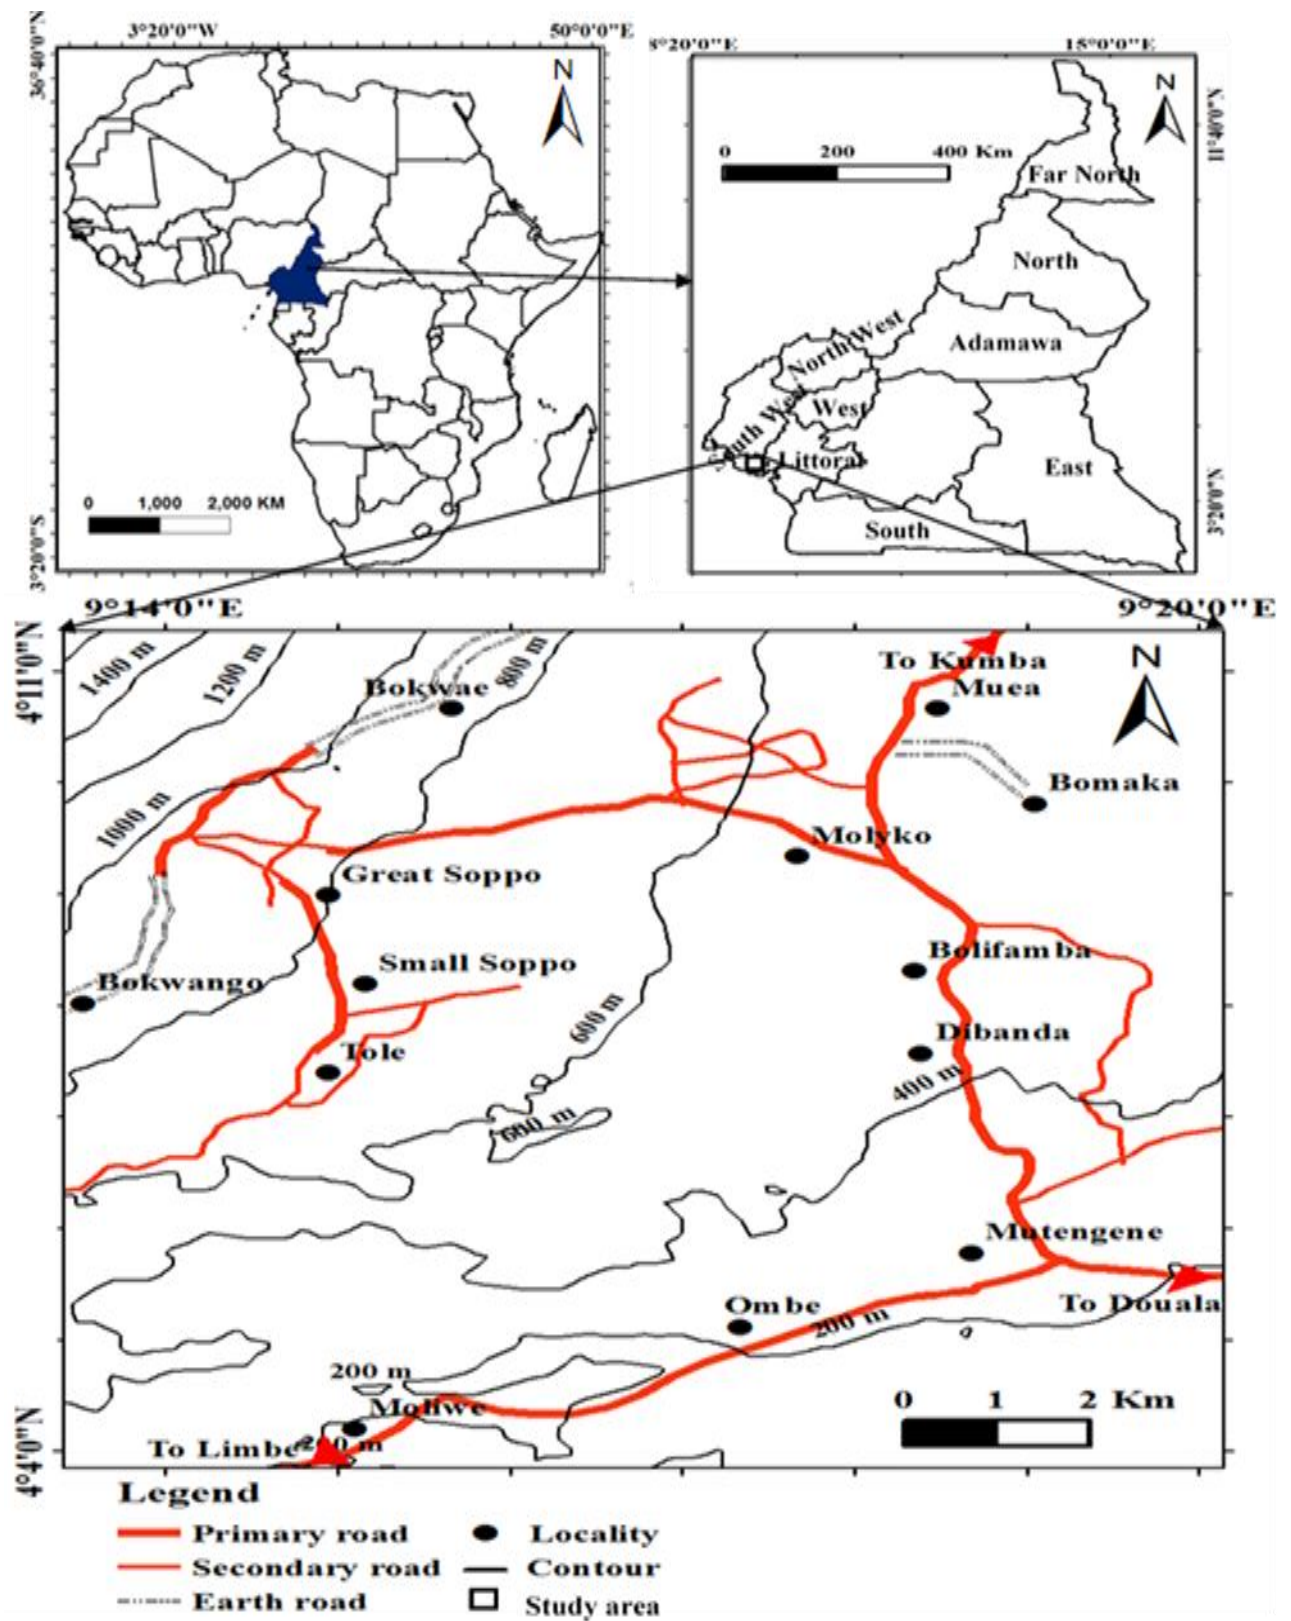 3°20'0"W
50°0'0"E
36°40'0"N
N
0
1,000
2,000 KM
3°20'0"S
8°20'0"E
15°0'0"E
N
0
200
400 Km
11°40'0"N
Far North
North
Adamawa
North West
West
South West
Littoral
East
South
3°20'0"N
9°14'0"E
9°20'0"E
4°11'0"N
N
To Kumba
Muea
1400 m
1200 m
800 m
Bokwae
Bomaka
1000 m
Molyko
Great Soppo
Bolifamba
Small Soppo
Bokwango
600 m
Dibanda
Tole
400 m
600 m
Mutengene
Ombe
To Douala
200 m
200 m
Moliwe
0
1
2 Km
To Limbe
200 m
4°4'0"N
Legend
Primary road
Locality
Secondary road
Contour
Earth road
Study area